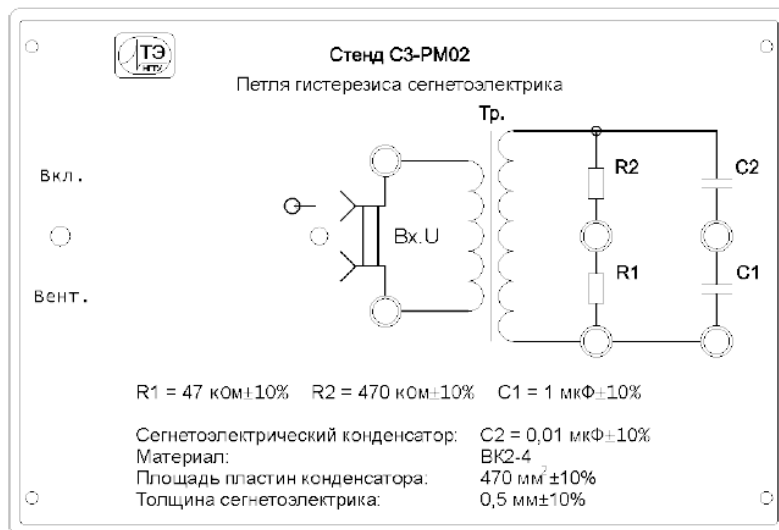 ТЭ
НГТУ
Стенд С3-РМ02
Петля гистерезиса сегнетоэлектрика
Тр.
Вкл.
R2
C2
Вх.U
Вент.
R1
C1
R1 = 47 кОм±10% R2 = 470 кОм±10% C1 = 1 мкФ±10%
Сегнетоэлектрический конденсатор: C2 = 0,01 мкФ±10%
Материал: ВК2-4
Площадь пластин конденсатора: 470 мм²±10%
Толщина сегнетоэлектрика: 0,5 мм±10%